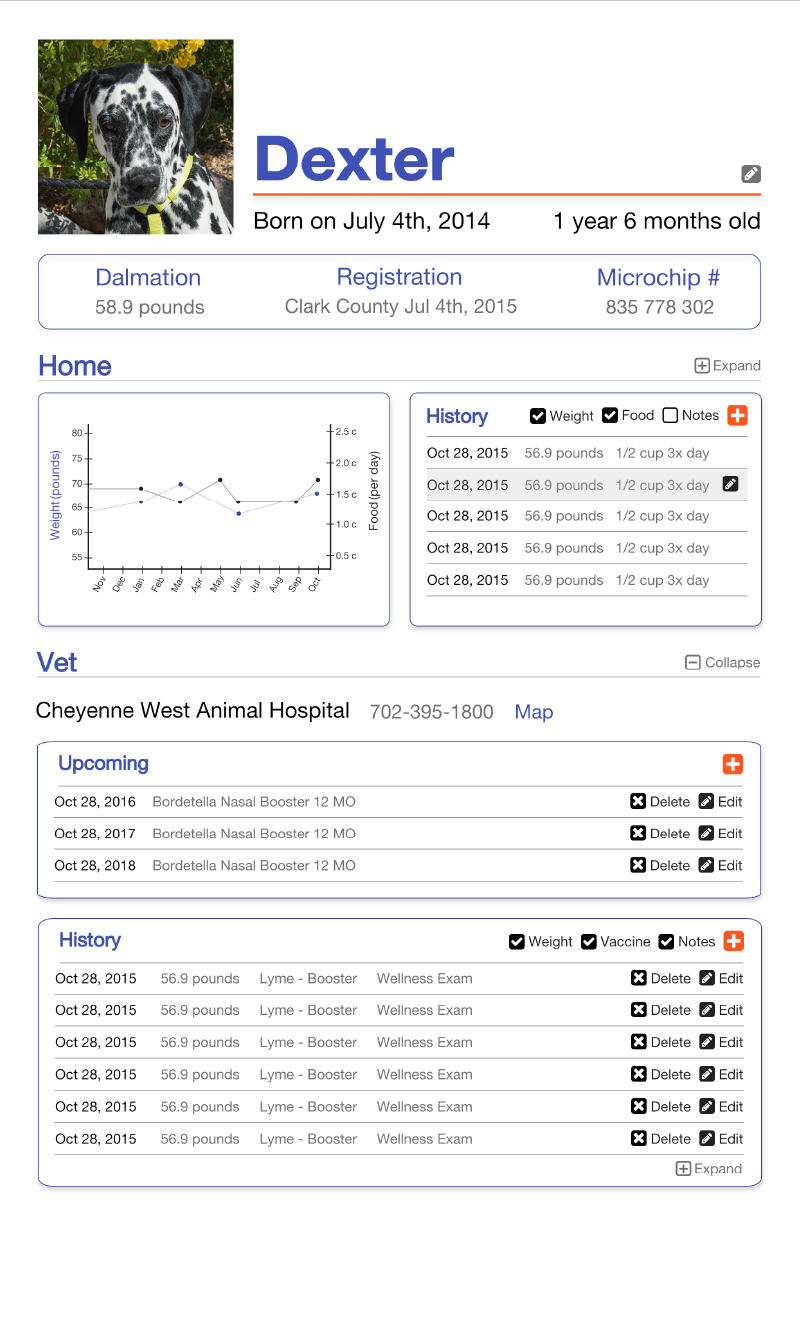 Dexter
Born on July 4th, 2014 1 year 6 months old
Dalmation Registration Microchip #
58.9 pounds Clark County Jul 4th, 2015 835 778 302
Home Expand
Weight (pounds)
80
75
70
65
60
55
2.5 c
2.0 c
1.5 c
1.0 c
0.5 c
Food (per day)
Nov Dec Jan Feb Mar Apr May Jun Jul Aug Sep Oct
History Weight Food Notes
Oct 28, 2015 56.9 pounds 1/2 cup 3x day
Oct 28, 2015 56.9 pounds 1/2 cup 3x day
Oct 28, 2015 56.9 pounds 1/2 cup 3x day
Oct 28, 2015 56.9 pounds 1/2 cup 3x day
Oct 28, 2015 56.9 pounds 1/2 cup 3x day
Vet Collapse
Cheyenne West Animal Hospital 702-395-1800 Map
Upcoming
Oct 28, 2016 Bordetella Nasal Booster 12 MO Delete Edit
Oct 28, 2017 Bordetella Nasal Booster 12 MO Delete Edit
Oct 28, 2018 Bordetella Nasal Booster 12 MO Delete Edit
History Weight Vaccine Notes
Oct 28, 2015 56.9 pounds Lyme - Booster Wellness Exam Delete Edit
Oct 28, 2015 56.9 pounds Lyme - Booster Wellness Exam Delete Edit
Oct 28, 2015 56.9 pounds Lyme - Booster Wellness Exam Delete Edit
Oct 28, 2015 56.9 pounds Lyme - Booster Wellness Exam Delete Edit
Oct 28, 2015 56.9 pounds Lyme - Booster Wellness Exam Delete Edit
Oct 28, 2015 56.9 pounds Lyme - Booster Wellness Exam Delete Edit
Expand